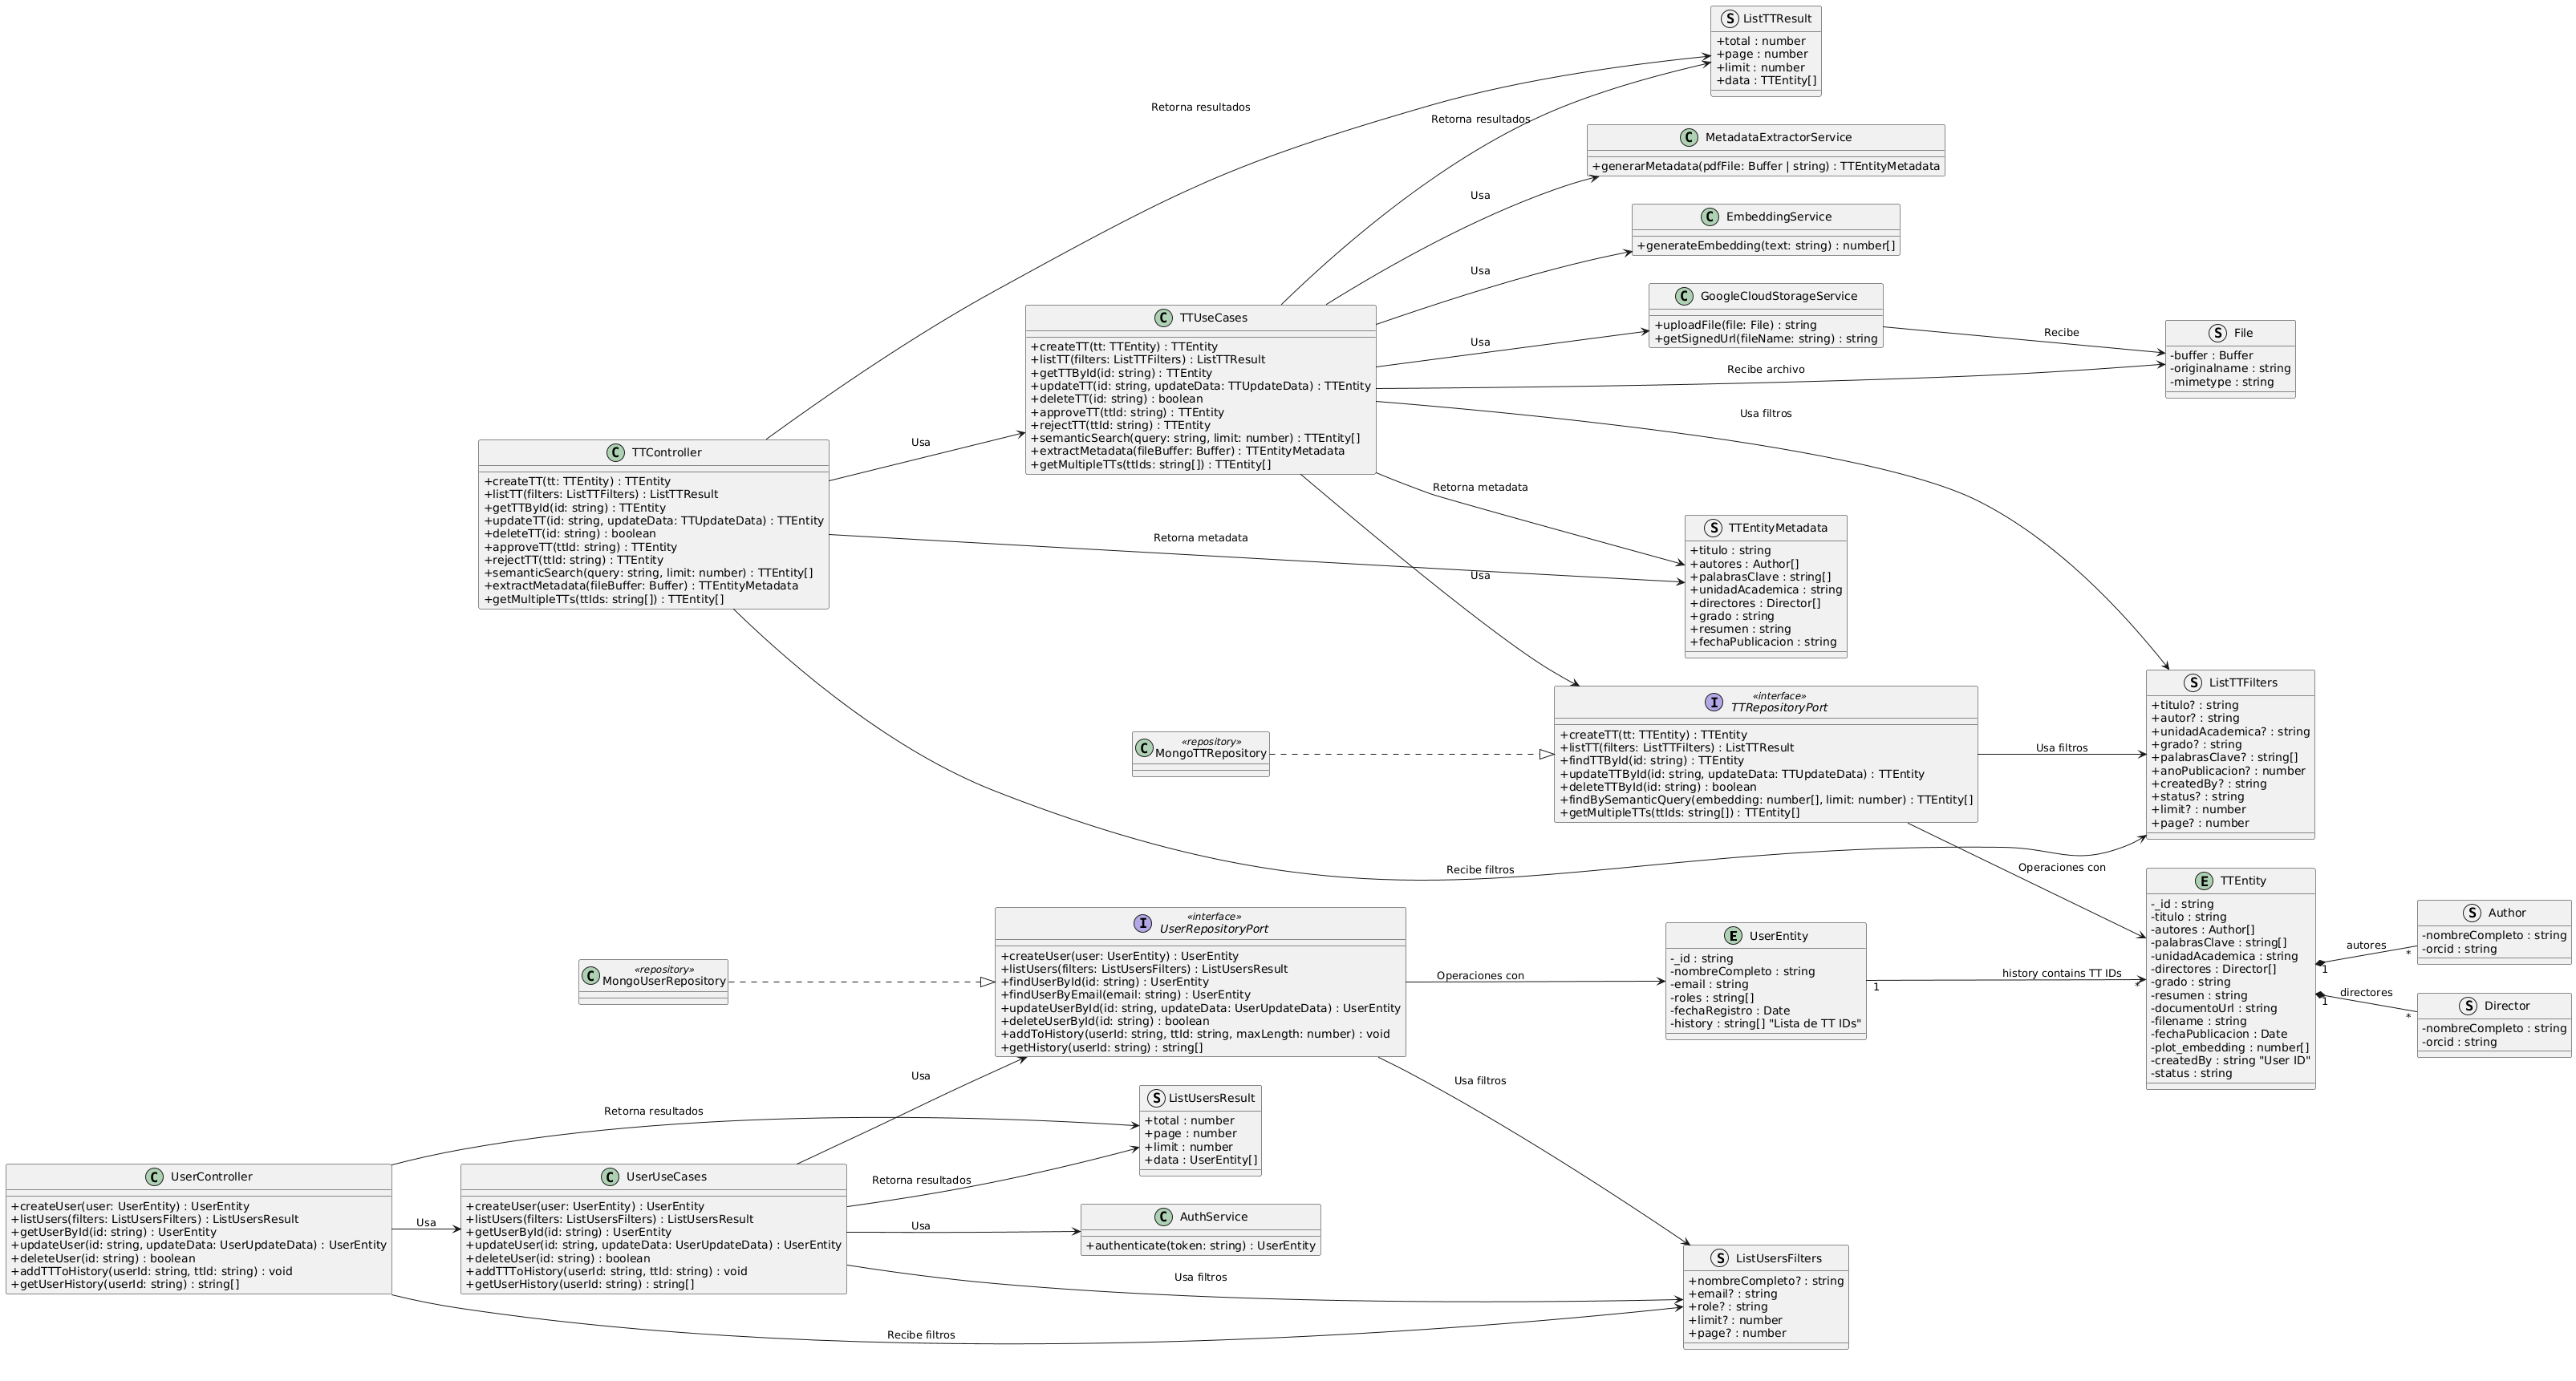 S ListTTResult
+total : number
+page : number
+limit : number
+data : TTEntity[]
Retorna resultados
Retorna resultados
C MetadataExtractorService
+generarMetadata(pdfFile: Buffer | string) : TTEntityMetadata
Usa
C EmbeddingService
+generateEmbedding(text: string) : number[]
Usa
C GoogleCloudStorageService
+uploadFile(file: File) : string
+getSignedUrl(fileName: string) : string
Usa
Recibe
S File
-buffer : Buffer
-originalname : string
-mimetype : string
Recibe archivo
Usa filtros
C TTUseCases
+createTT(tt: TTEntity) : TTEntity
+listTT(filters: ListTTFilters) : ListTTResult
+getTTById(id: string) : TTEntity
+updateTT(id: string, updateData: TTUpdateData) : TTEntity
+deleteTT(id: string) : boolean
+approveTT(ttId: string) : TTEntity
+rejectTT(ttId: string) : TTEntity
+semanticSearch(query: string, limit: number) : TTEntity[]
+extractMetadata(fileBuffer: Buffer) : TTEntityMetadata
+getMultipleTTs(ttIds: string[]) : TTEntity[]
C TTController
+createTT(tt: TTEntity) : TTEntity
+listTT(filters: ListTTFilters) : ListTTResult
+getTTById(id: string) : TTEntity
+updateTT(id: string, updateData: TTUpdateData) : TTEntity
+deleteTT(id: string) : boolean
+approveTT(ttId: string) : TTEntity
+rejectTT(ttId: string) : TTEntity
+semanticSearch(query: string, limit: number) : TTEntity[]
+extractMetadata(fileBuffer: Buffer) : TTEntityMetadata
+getMultipleTTs(ttIds: string[]) : TTEntity[]
Usa
Retorna metadata
Retorna metadata
Usa
S TTEntityMetadata
+titulo : string
+autores : Author[]
+palabrasClave : string[]
+unidadAcademica : string
+directores : Director[]
+grado : string
+resumen : string
+fechaPublicacion : string
«repository»
C MongoTTRepository
«interface»
I TTRepositoryPort
+createTT(tt: TTEntity) : TTEntity
+listTT(filters: ListTTFilters) : ListTTResult
+findTTById(id: string) : TTEntity
+updateTTById(id: string, updateData: TTUpdateData) : TTEntity
+deleteTTById(id: string) : boolean
+findBySemanticQuery(embedding: number[], limit: number) : TTEntity[]
+getMultipleTTs(ttIds: string[]) : TTEntity[]
Usa filtros
S ListTTFilters
+titulo? : string
+autor? : string
+unidadAcademica? : string
+grado? : string
+palabrasClave? : string[]
+anoPublicacion? : number
+createdBy? : string
+status? : string
+limit? : number
+page? : number
Recibe filtros
Operaciones con
«repository»
C MongoUserRepository
«interface»
I UserRepositoryPort
+createUser(user: UserEntity) : UserEntity
+listUsers(filters: ListUsersFilters) : ListUsersResult
+findUserById(id: string) : UserEntity
+findUserByEmail(email: string) : UserEntity
+updateUserById(id: string, updateData: UserUpdateData) : UserEntity
+deleteUserById(id: string) : boolean
+addToHistory(userId: string, ttId: string, maxLength: number) : void
+getHistory(userId: string) : string[]
Operaciones con
E UserEntity
-_id : string
-nombreCompleto : string
-email : string
-roles : string[]
-fechaRegistro : Date
-history : string[] "Lista de TT IDs"
1
history contains TT IDs
*
E TTEntity
-_id : string
-titulo : string
-autores : Author[]
-palabrasClave : string[]
-unidadAcademica : string
-directores : Director[]
-grado : string
-resumen : string
-documentoUrl : string
-filename : string
-fechaPublicacion : Date
-plot_embedding : number[]
-createdBy : string "User ID"
-status : string
autores
1
*
S Author
-nombreCompleto : string
-orcid : string
directores
1
*
S Director
-nombreCompleto : string
-orcid : string
Usa
Usa filtros
S ListUsersResult
+total : number
+page : number
+limit : number
+data : UserEntity[]
Retorna resultados
Retorna resultados
C UserController
+createUser(user: UserEntity) : UserEntity
+listUsers(filters: ListUsersFilters) : ListUsersResult
+getUserById(id: string) : UserEntity
+updateUser(id: string, updateData: UserUpdateData) : UserEntity
+deleteUser(id: string) : boolean
+addTTToHistory(userId: string, ttId: string) : void
+getUserHistory(userId: string) : string[]
Usa
C UserUseCases
+createUser(user: UserEntity) : UserEntity
+listUsers(filters: ListUsersFilters) : ListUsersResult
+getUserById(id: string) : UserEntity
+updateUser(id: string, updateData: UserUpdateData) : UserEntity
+deleteUser(id: string) : boolean
+addTTToHistory(userId: string, ttId: string) : void
+getUserHistory(userId: string) : string[]
Usa
C AuthService
+authenticate(token: string) : UserEntity
Usa filtros
Recibe filtros
S ListUsersFilters
+nombreCompleto? : string
+email? : string
+role? : string
+limit? : number
+page? : number